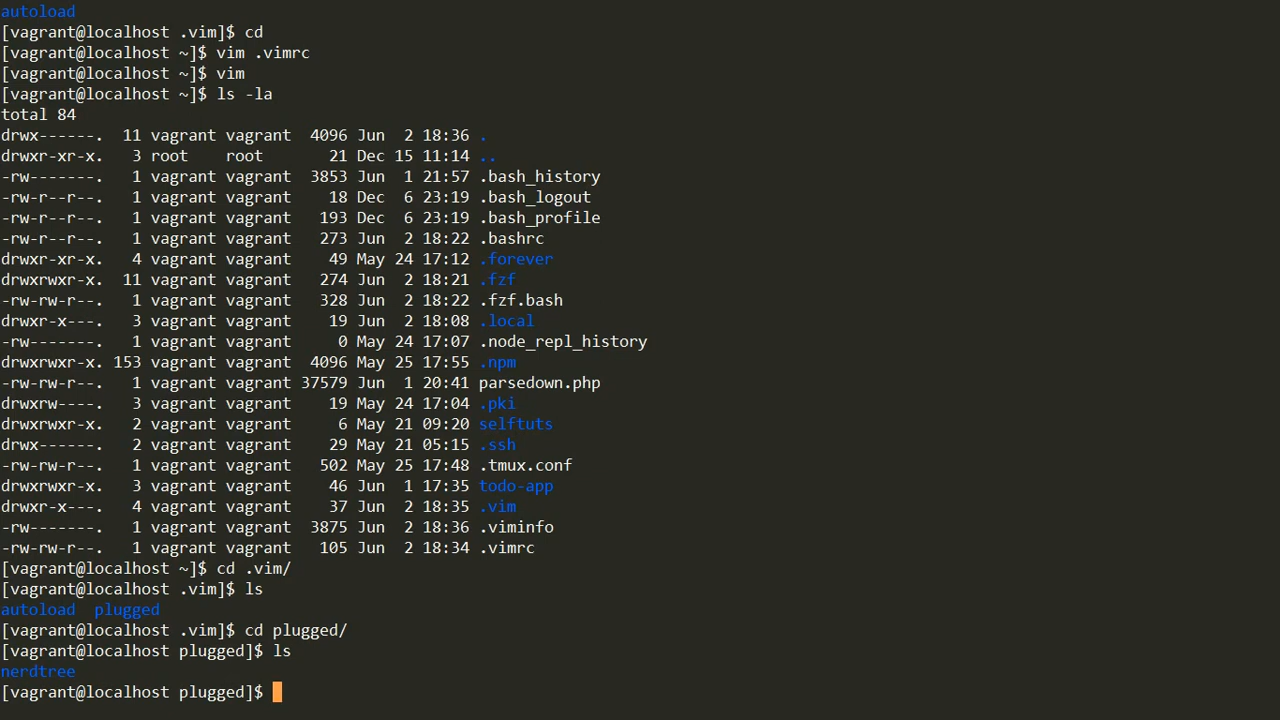 autoload
[vagrant@localhost .vim]$ cd
[vagrant@localhost ~]$ vim .vimrc
[vagrant@localhost ~]$ vim
[vagrant@localhost ~]$ ls -la
total 84
drwx------.  11 vagrant vagrant  4096 Jun  2 18:36 .
drwxr-xr-x.   3 root    root       21 Dec 15 11:14 ..
-rw-------.   1 vagrant vagrant  3853 Jun  1 21:57 .bash_history
-rw-r--r--.   1 vagrant vagrant    18 Dec  6 23:19 .bash_logout
-rw-r--r--.   1 vagrant vagrant   193 Dec  6 23:19 .bash_profile
-rw-r--r--.   1 vagrant vagrant   273 Jun  2 18:22 .bashrc
drwxr-xr-x.   4 vagrant vagrant    49 May 24 17:12 .forever
drwxrwxr-x.  11 vagrant vagrant   274 Jun  2 18:21 .fzf
-rw-rw-r--.   1 vagrant vagrant   328 Jun  2 18:22 .fzf.bash
drwxr-x---.   3 vagrant vagrant    19 Jun  2 18:08 .local
-rw-------.   1 vagrant vagrant     0 May 24 17:07 .node_repl_history
drwxrwxr-x. 153 vagrant vagrant  4096 May 25 17:55 .npm
-rw-rw-r--.   1 vagrant vagrant 37579 Jun  1 20:41 parsedown.php
drwxrw----.   3 vagrant vagrant    19 May 24 17:04 .pki
drwxrwxr-x.   2 vagrant vagrant     6 May 21 09:20 selftuts
drwx------.   2 vagrant vagrant    29 May 21 05:15 .ssh
-rw-rw-r--.   1 vagrant vagrant   502 May 25 17:48 .tmux.conf
drwxrwxr-x.   3 vagrant vagrant    46 Jun  1 17:35 todo-app
drwxr-x---.   4 vagrant vagrant    37 Jun  2 18:35 .vim
-rw-------.   1 vagrant vagrant  3875 Jun  2 18:36 .viminfo
-rw-rw-r--.   1 vagrant vagrant   105 Jun  2 18:34 .vimrc
[vagrant@localhost ~]$ cd .vim/
[vagrant@localhost .vim]$ ls
autoload  plugged
[vagrant@localhost .vim]$ cd plugged/
[vagrant@localhost plugged]$ ls
nerdtree
[vagrant@localhost plugged]$